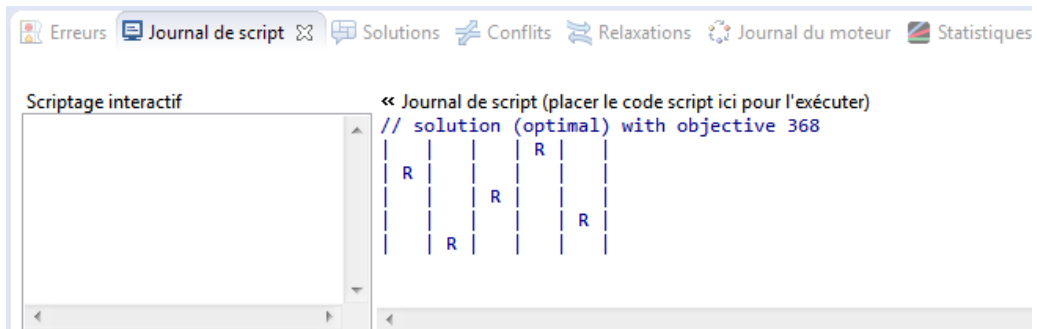 Erreurs Journal de script Solutions Conflits Relaxations Journal du moteur Statistiques
Scriptage interactif
« Journal de script (placer le code script ici pour l'exécuter)
// solution (optimal) with objective 368
|   |   |   | R |   |
| R |   |   |   |   |
|   |   | R |   |   |
|   |   |   |   | R |
|   | R |   |   |   |